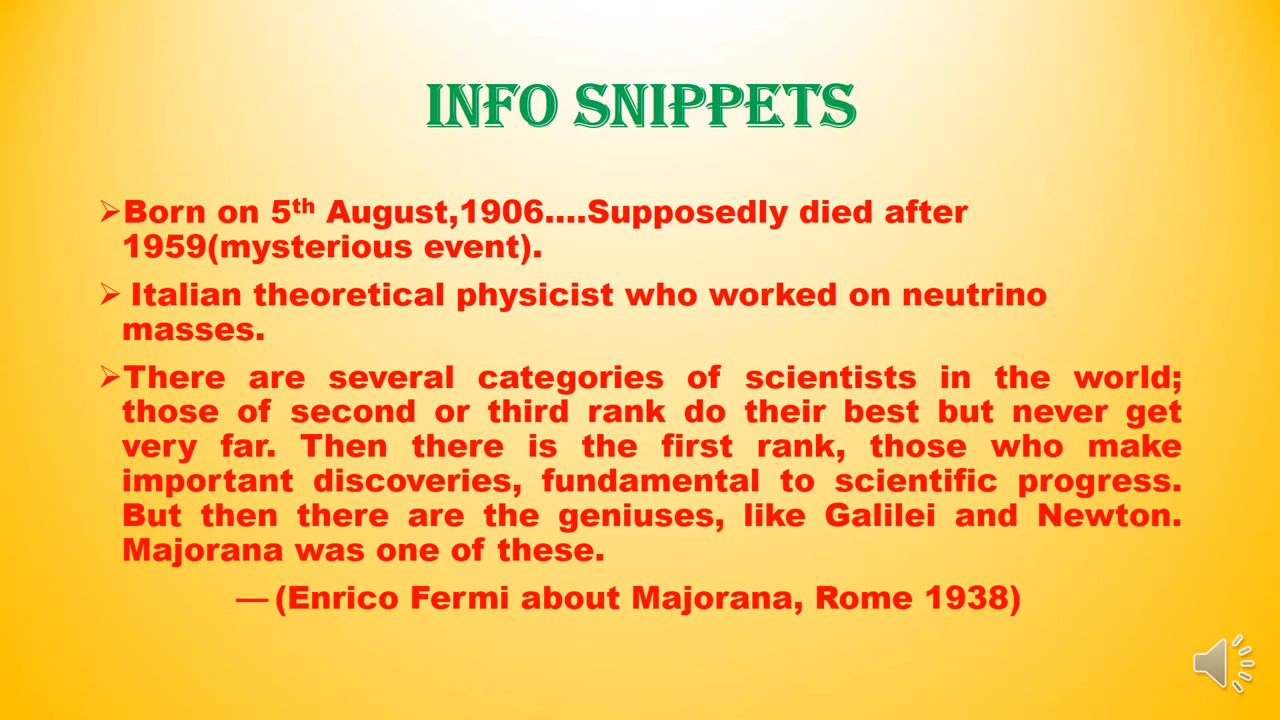 INFO SNIPPETS
➢Born on 5th August,1906....Supposedly died after
1959(mysterious event).
➢ Italian theoretical physicist who worked on neutrino
masses.
➢There are several categories of scientists in the world;
those of second or third rank do their best but never get
very far. Then there is the first rank, those who make
important discoveries, fundamental to scientific progress.
But then there are the geniuses, like Galilei and Newton.
Majorana was one of these.
— (Enrico Fermi about Majorana, Rome 1938)